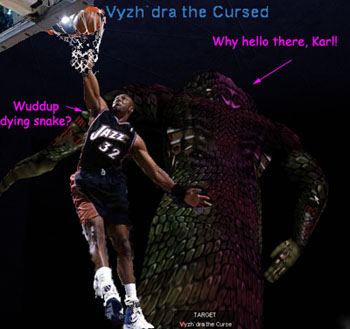 Vyzh`dra the Cursed
Why hello there, Karl!
Wuddup
dying snake?
JAZZ
32
TARGET
Vyzh`dra the Curse